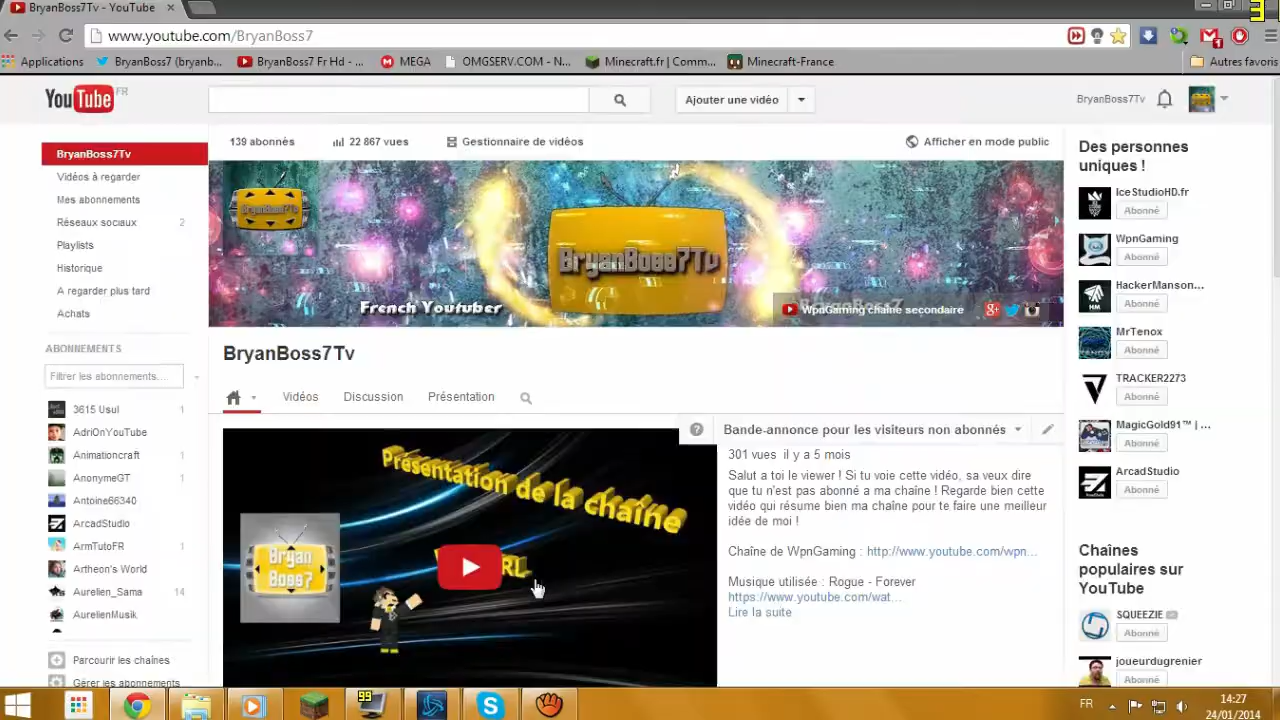 BryanBoss7Tv - YouTube
3
www.youtube.com/BryanBoss7
1
Applications
BryanBoss7 (bryanb...
BryanBoss7 Fr Hd - ...
MEGA
OMGSERV.COM - N...
Minecraft.fr | Comm...
Minecraft-France
Autres favoris
YouTube FR
Ajouter une vidéo
BryanBoss7Tv
139 abonnés
22 867 vues
Gestionnaire de vidéos
Afficher en mode public
BryanBoss7Tv
Vidéos à regarder
Mes abonnements
Réseaux sociaux 2
Playlists
Historique
A regarder plus tard
Achats
ABONNEMENTS
Filtrer les abonnements....
3615 Usul 1
AdriOnYouTube
Animationcraft 1
AnonymeGT 1
Antoine66340
ArcadStudio
ArmTutoFR 1
Artheon's World
Aurelien_Sama 14
AurelienMusik
Parcourir les chaînes
Gérer les abonnements
BryanBoss7Tv
BryanBoss7Tv
French Youtuber
WpnGaming chaine secondaire
BryanBoss7Tv
Vidéos
Discussion
Présentation
Présentation de la chaîne
IRL
Bryan
Boss7
Bande-annonce pour les visiteurs non abonnés
301 vues il y a 5 mois
Salut a toi le viewer ! Si tu voie cette vidéo, sa veux dire
que tu n'est pas abonné a ma chaîne ! Regarde bien cette
vidéo qui résume bien ma chaîne pour te faire une meilleur
idée de moi !
Chaîne de WpnGaming : http://www.youtube.com/wpn...
Musique utilisée : Rogue - Forever
https://www.youtube.com/wat...
Lire la suite
Des personnes
uniques !
IceStudioHD.fr
Abonné
WpnGaming
Abonné
HackerManson...
HM
Abonné
MrTenox
Abonné
TRACKER2273
Abonné
MagicGold91™ | ...
Abonné
ArcadStudio
Abonné
Chaînes
populaires sur
YouTube
SQUEEZIE
Abonné
joueurdugrenier
Abonné
99
FR
14:27
24/01/2014